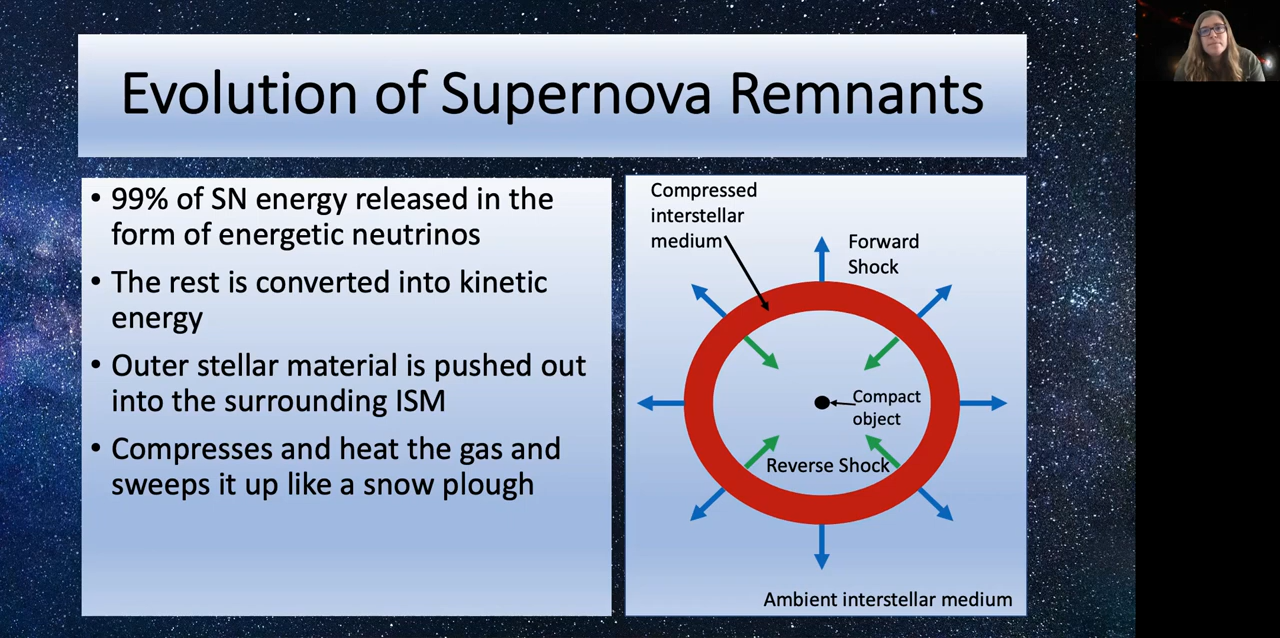 Evolution of Supernova Remnants
• 99% of SN energy released in the
form of energetic neutrinos
• The rest is converted into kinetic
energy
• Outer stellar material is pushed out
into the surrounding ISM
• Compresses and heat the gas and
sweeps it up like a snow plough
Compressed
interstellar
medium
Forward
Shock
Compact
object
Reverse Shock
Ambient interstellar medium